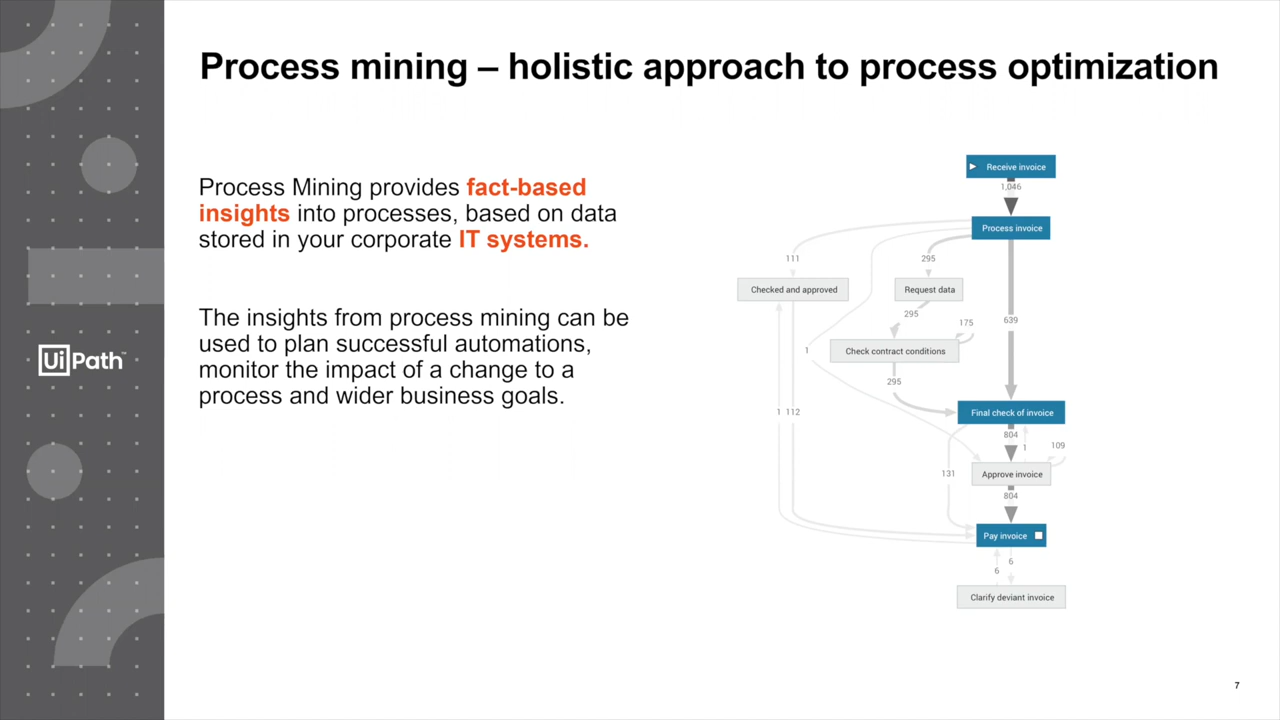 Process mining – holistic approach to process optimization
Process Mining provides fact-based
insights into processes, based on data
stored in your corporate IT systems.
The insights from process mining can be
used to plan successful automations,
monitor the impact of a change to a
process and wider business goals.
UiPath™
Receive invoice
1,046
Process invoice
111
295
Checked and approved
Request data
295
175
639
1
Check contract conditions
295
1 112
Final check of invoice
804
1
109
131
Approve invoice
804
Pay invoice
6
6
Clarify deviant invoice
7